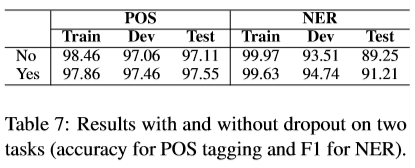 POS NER
Train Dev Test Train Dev Test
No 98.46 97.06 97.11 99.97 93.51 89.25
Yes 97.86 97.46 97.55 99.63 94.74 91.21
Table 7: Results with and without dropout on two
tasks (accuracy for POS tagging and F1 for NER).